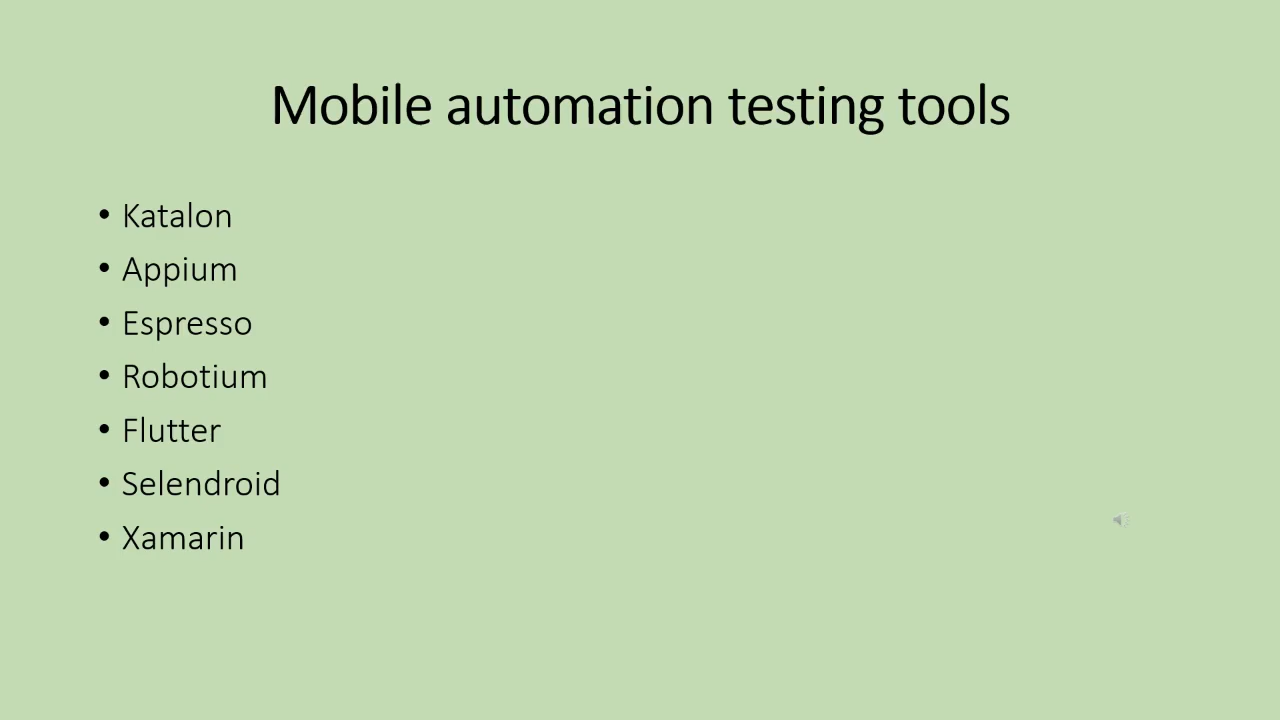 Mobile automation testing tools
• Katalon
• Appium
• Espresso
• Robotium
• Flutter
• Selendroid
• Xamarin